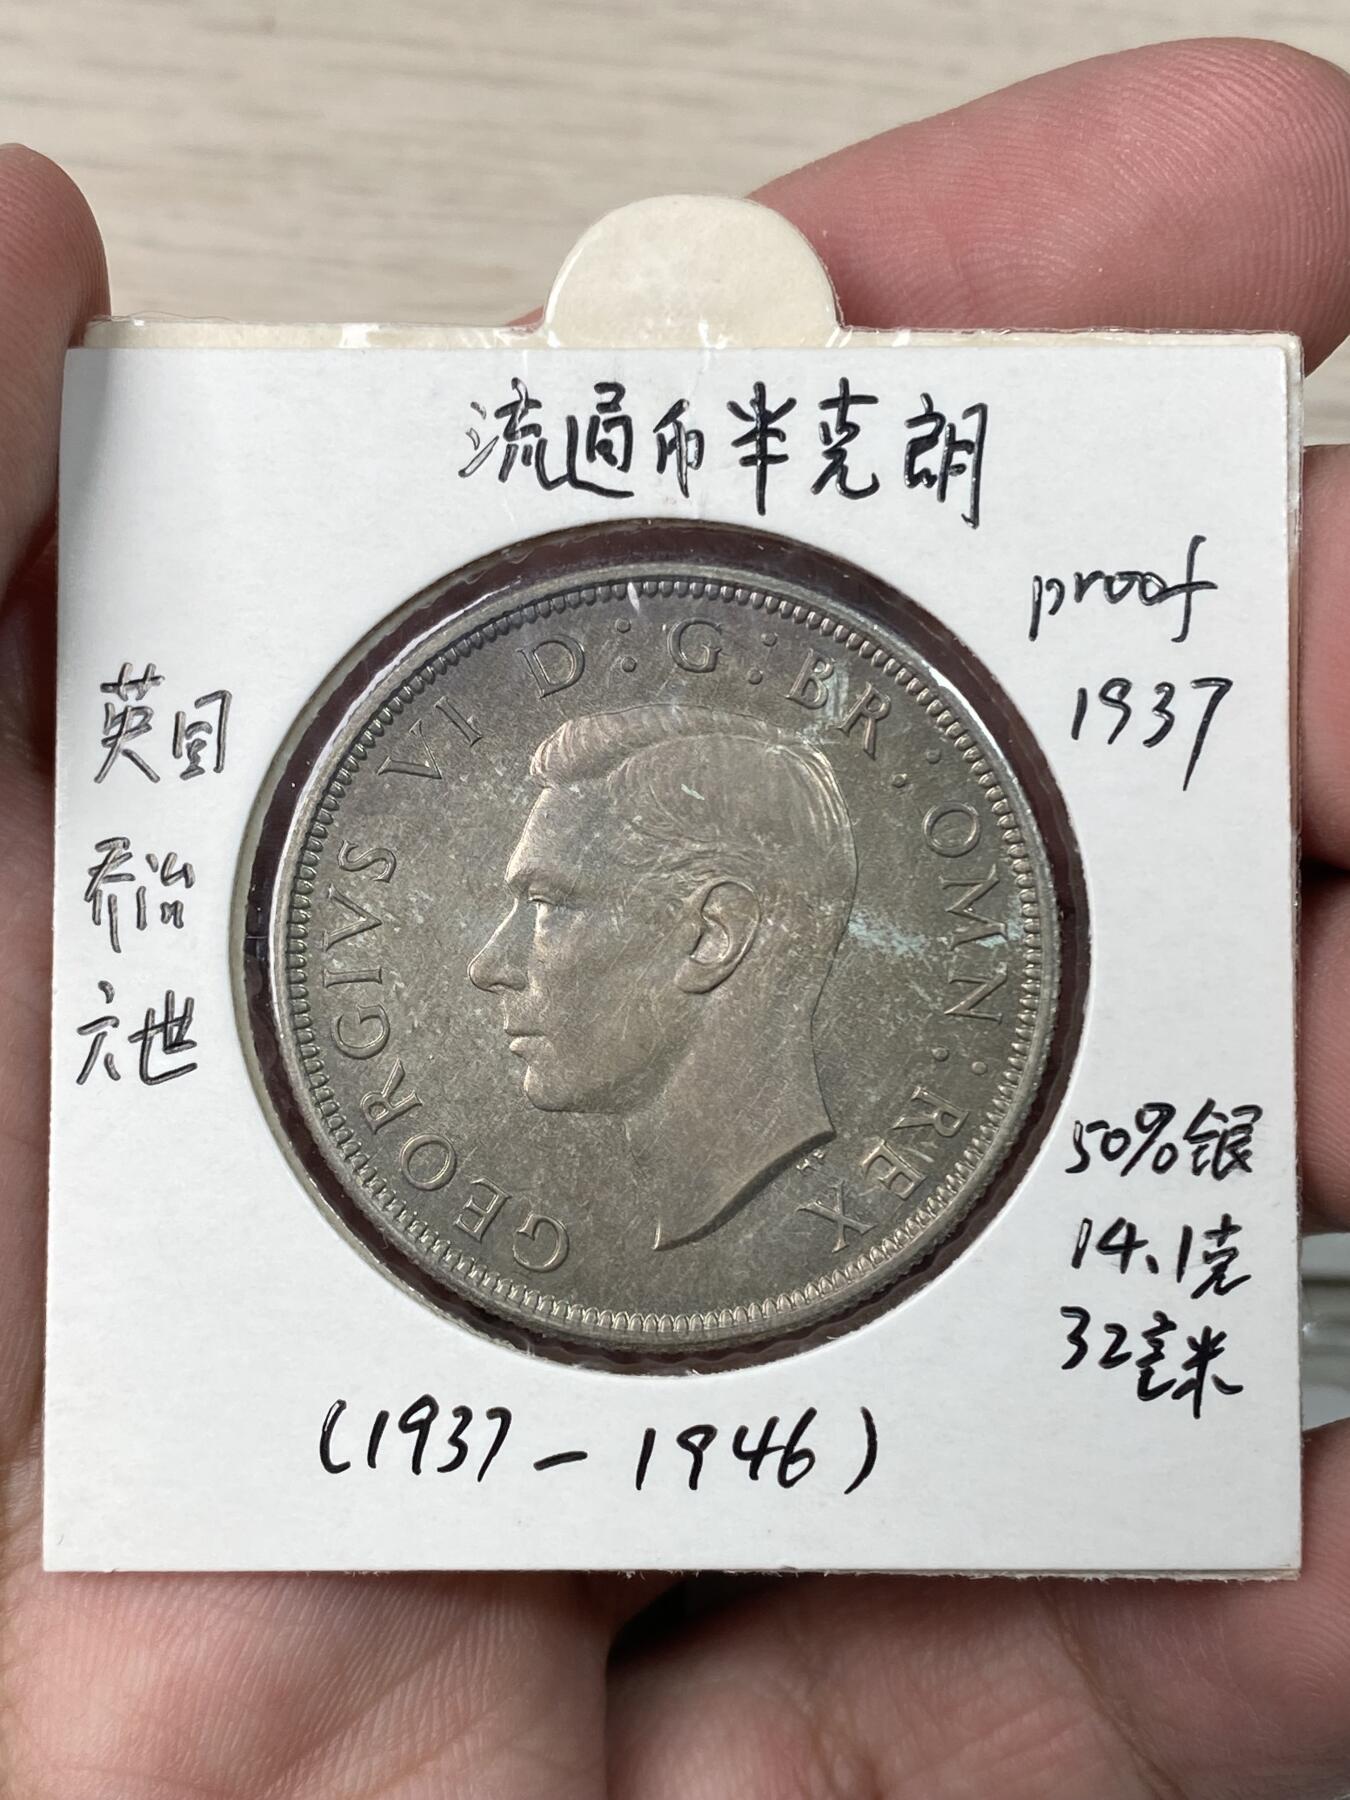 流通币半克朗
proof
1937
英国
乔治
六世
GEORGIVS VI D:G:BR·OMN:REX
HP
50%银
14.1克
32毫米
(1937-1946)